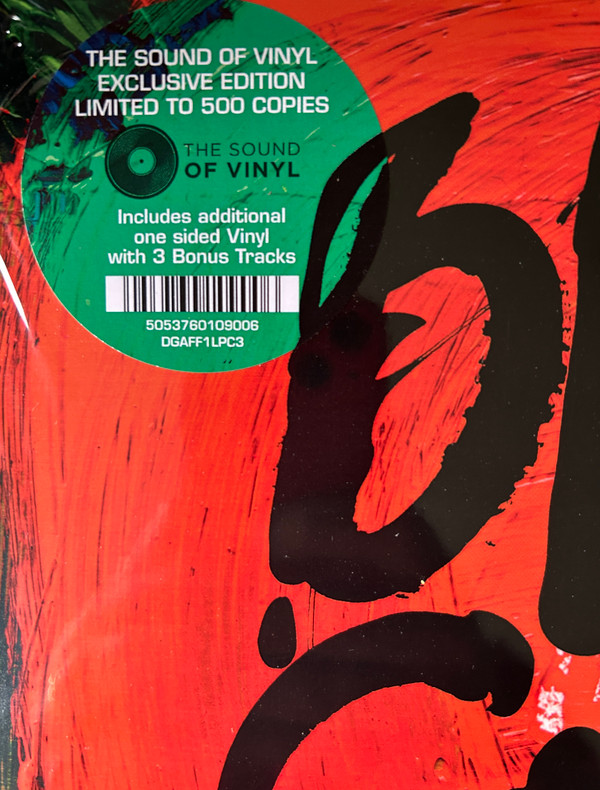 THE SOUND OF VINYL
EXCLUSIVE EDITION
LIMITED TO 500 COPIES
THE SOUND
OF VINYL
Includes additional
one sided Vinyl
with 3 Bonus Tracks
5053760109006
DGAFF1LPC3